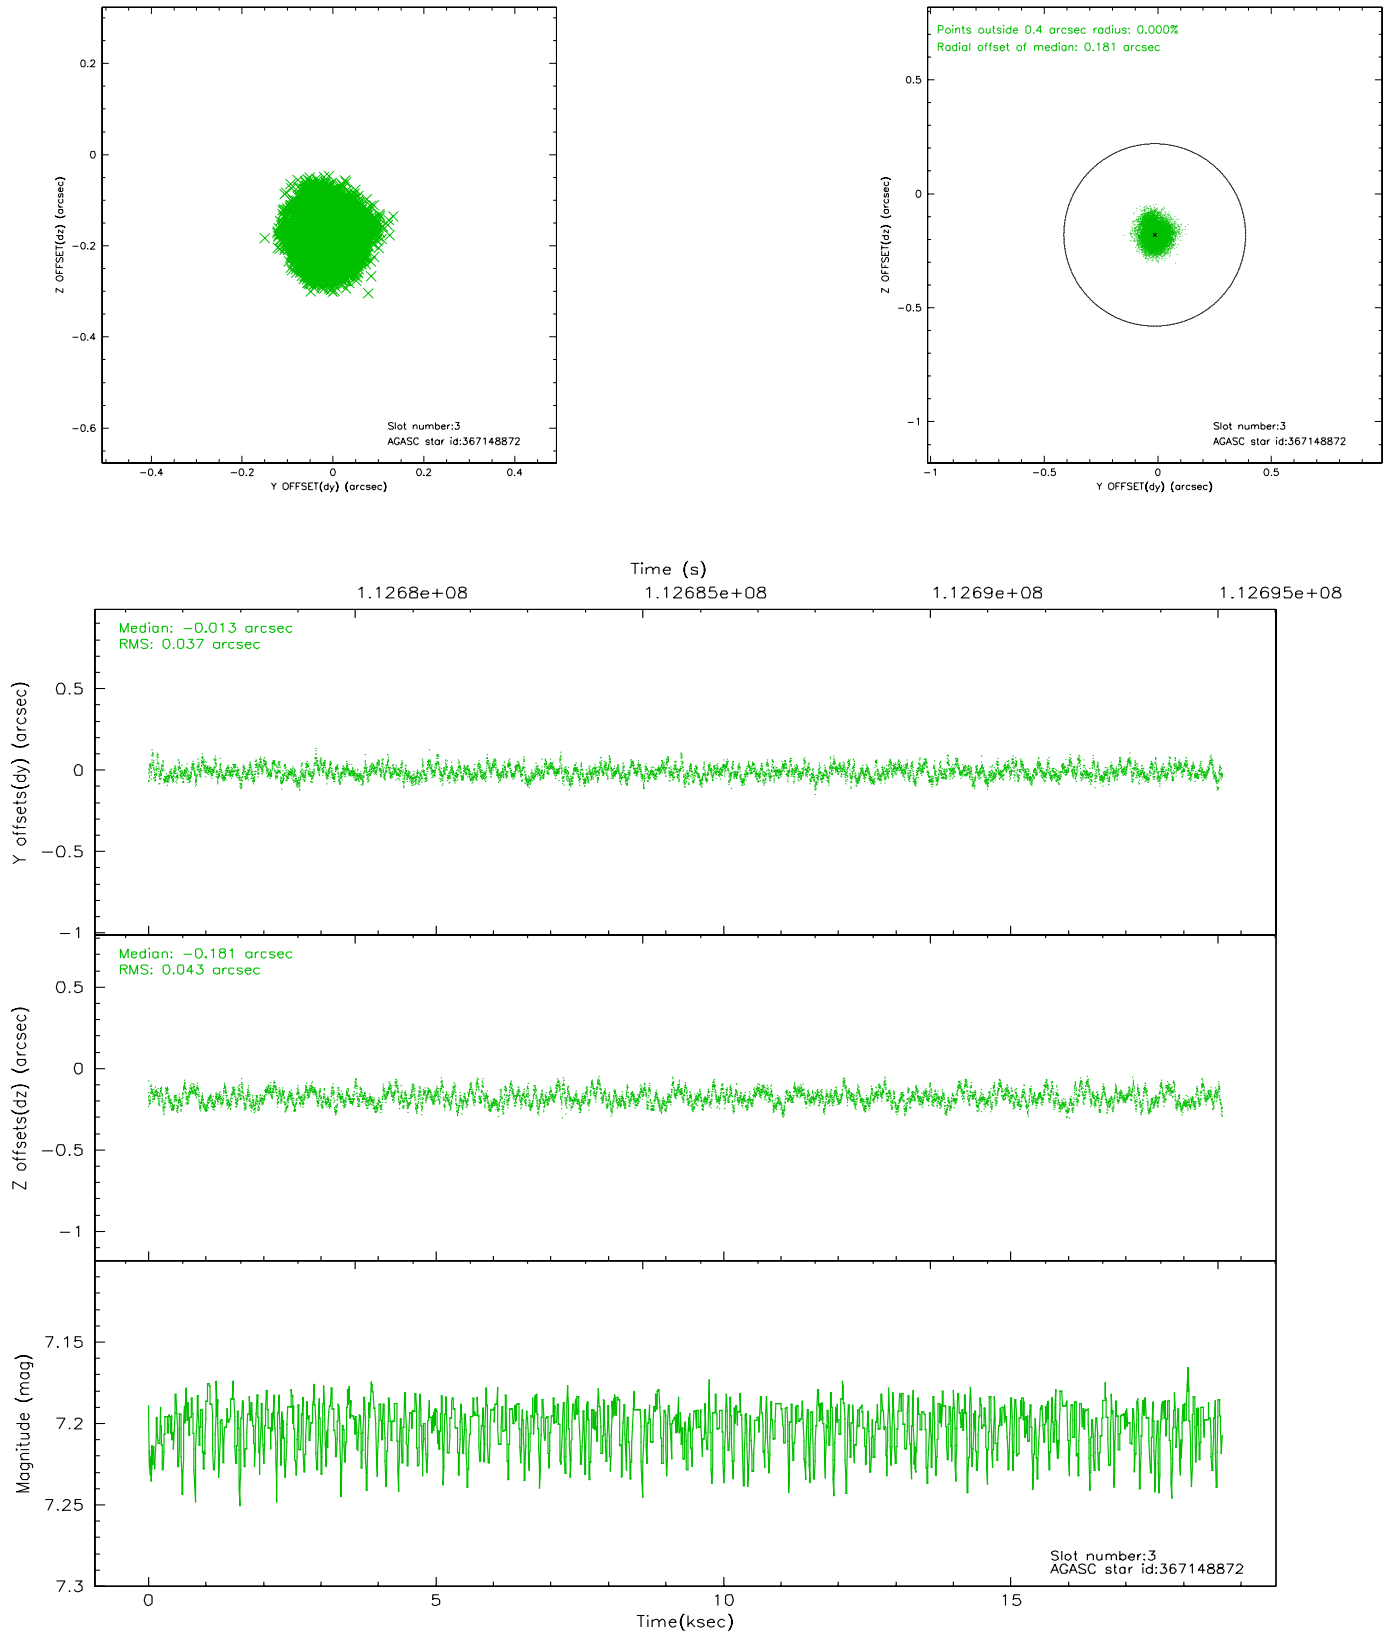 0.2
0
−0.2
−0.4
−0.6
Z OFFSET(dz) (arcsec)
−0.4 −0.2 0 0.2 0.4
Y OFFSET(dy) (arcsec)
Slot number:3
AGASC star id:367148872
Points outside 0.4 arcsec radius: 0.000%
Radial offset of median: 0.181 arcsec
0.5
0
−0.5
−1
Z OFFSET(dz) (arcsec)
−1 −0.5 0 0.5
Y OFFSET(dy) (arcsec)
Slot number:3
AGASC star id:367148872
Time (s)
1.1268e+08 1.12685e+08 1.1269e+08 1.12695e+08
Median: −0.013 arcsec
RMS: 0.037 arcsec
0.5
0
−0.5
−1
Y offsets(dy) (arcsec)
Median: −0.181 arcsec
RMS: 0.043 arcsec
0.5
0
−0.5
−1
Z offsets(dz) (arcsec)
7.15
7.2
7.25
7.3
Magnitude (mag)
Slot number:3
AGASC star id:367148872
0 5 10 15
Time(ksec)